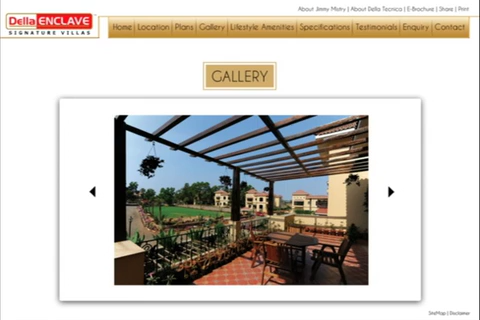 About Jimmy Mistry | About Della Tecnica | E-Brochure | Share | Print
Della ENCLAVE
SIGNATURE VILLAS
Home | Location | Plans | Gallery | Lifestyle Amenities | Specifications | Testimonials | Enquiry | Contact
GALLERY
SiteMap | Disclaimer